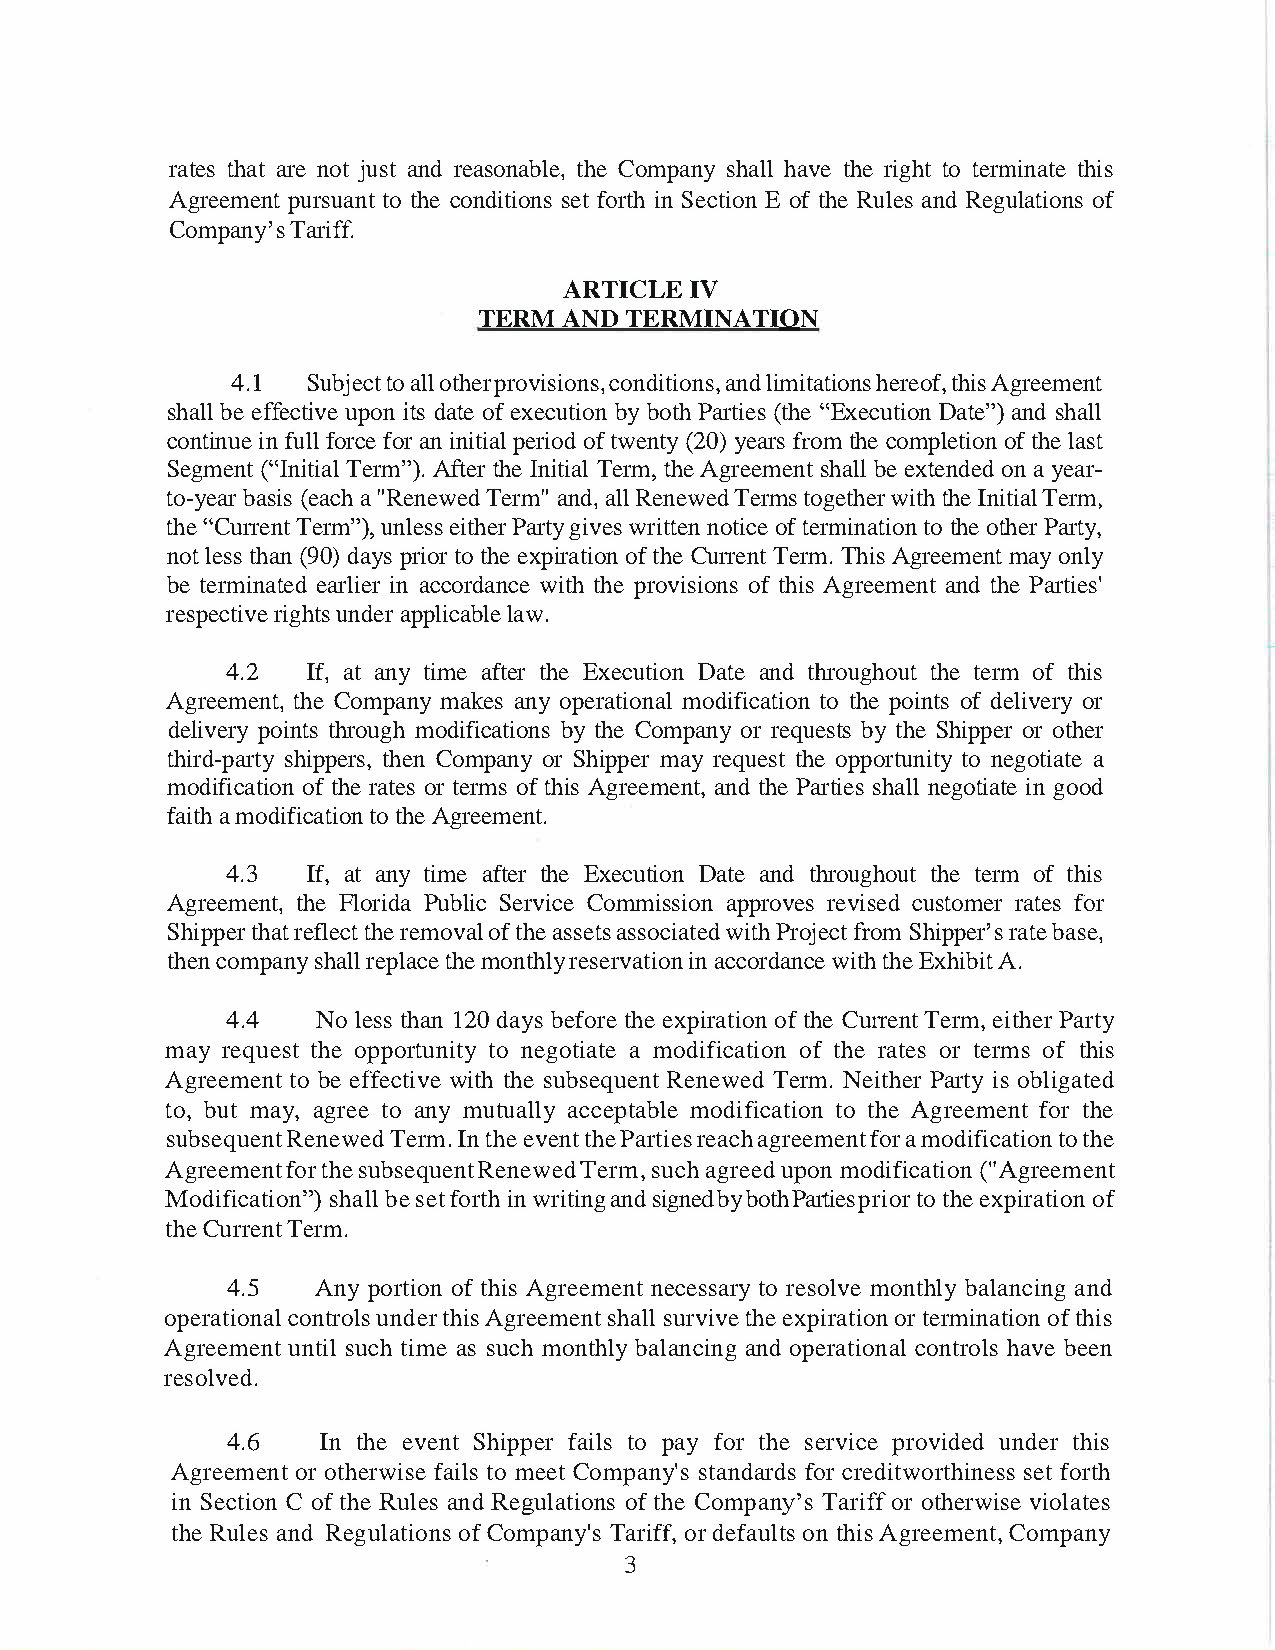 rates that are not just and reasonable, the Company shall have the right to terminate this
Agreement pursuant to the conditions set forth in Section E of the Rules and Regulations of
Company’s Tariff.
ARTICLE IV
TERM AND TERMINATION
4.1 Subject to all other provisions, conditions, and limitations hereof, this Agreement
shall be effective upon its date of execution by both Parties (the “Execution Date”) and shall
continue in full force for an initial period of twenty (20) years from the completion of the last
Segment (“Initial Term”). After the Initial Term, the Agreement shall be extended on a year-
to-year basis (each a "Renewed Term" and, all Renewed Terms together with the Initial Term,
the “Current Term”), unless either Party gives written notice of termination to the other Party,
not less than (90) days prior to the expiration of the Current Term. This Agreement may only
be terminated earlier in accordance with the provisions of this Agreement and the Parties'
respective rights under applicable law.
4.2 If, at any time after the Execution Date and throughout the term of this
Agreement, the Company makes any operational modification to the points of delivery or
delivery points through modifications by the Company or requests by the Shipper or other
third-party shippers, then Company or Shipper may request the opportunity to negotiate a
modification of the rates or terms of this Agreement, and the Parties shall negotiate in good
faith a modification to the Agreement.
4.3 If, at any time after the Execution Date and throughout the term of this
Agreement, the Florida Public Service Commission approves revised customer rates for
Shipper that reflect the removal of the assets associated with Project from Shipper’s rate base,
then company shall replace the monthly reservation in accordance with the Exhibit A.
4.4 No less than 120 days before the expiration of the Current Term, either Party
may request the opportunity to negotiate a modification of the rates or terms of this
Agreement to be effective with the subsequent Renewed Term. Neither Party is obligated
to, but may, agree to any mutually acceptable modification to the Agreement for the
subsequent Renewed Term. In the event the Parties reach agreement for a modification to the
Agreement for the subsequent Renewed Term, such agreed upon modification ("Agreement
Modification”) shall be set forth in writing and signed by both Parties prior to the expiration of
the Current Term.
4.5 Any portion of this Agreement necessary to resolve monthly balancing and
operational controls under this Agreement shall survive the expiration or termination of this
Agreement until such time as such monthly balancing and operational controls have been
resolved.
4.6 In the event Shipper fails to pay for the service provided under this
Agreement or otherwise fails to meet Company's standards for creditworthiness set forth
in Section C of the Rules and Regulations of the Company’s Tariff or otherwise violates
the Rules and Regulations of Company's Tariff, or defaults on this Agreement, Company
3